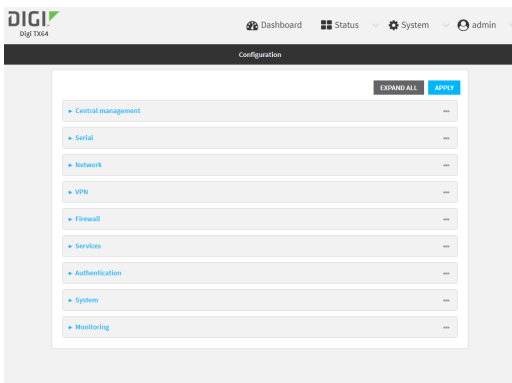 DIGI
Digi TX64
Dashboard Status System admin
Configuration
EXPAND ALL APPLY
Central management
Serial
Network
VPN
Firewall
Services
Authentication
System
Monitoring